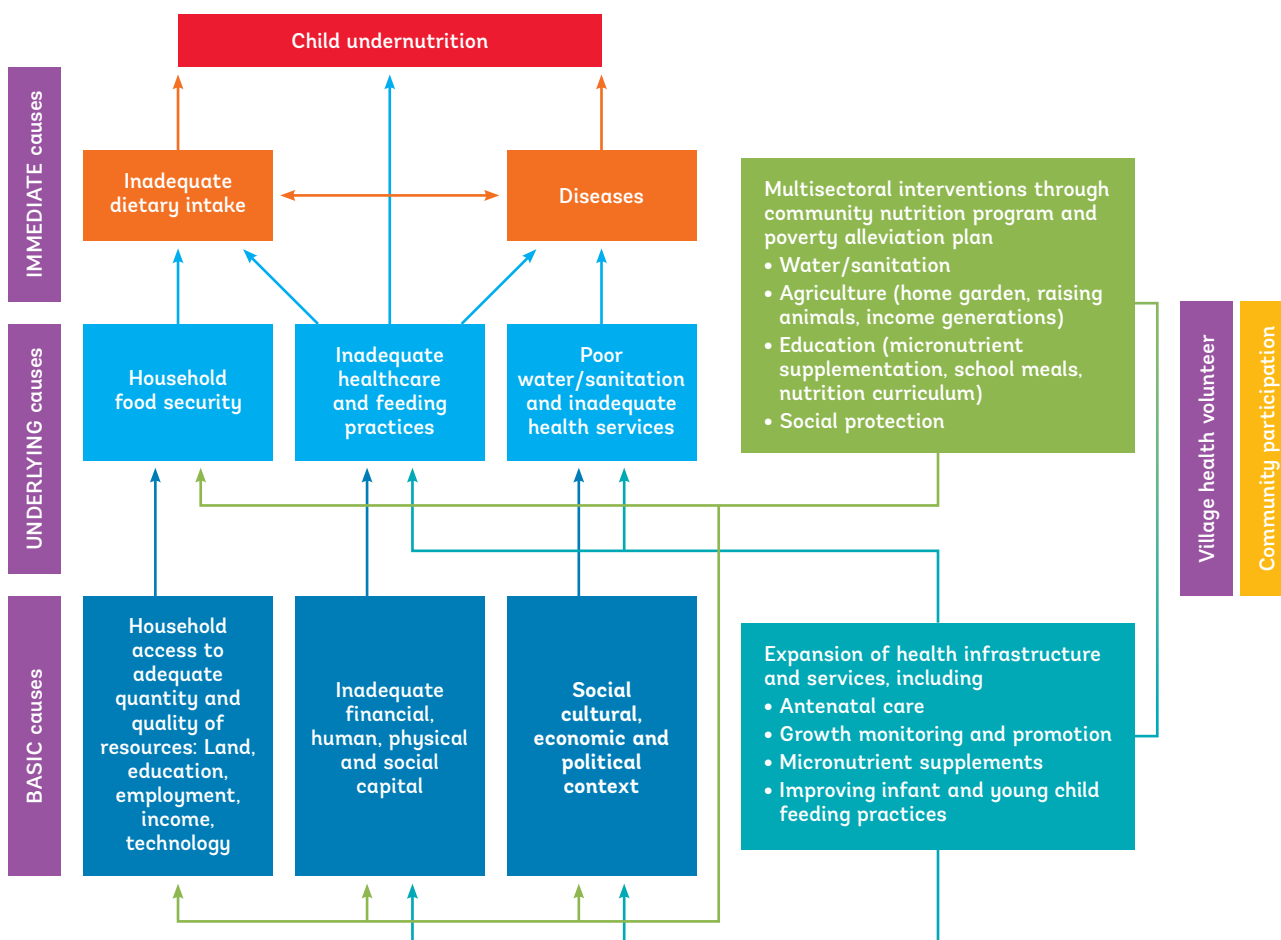 Child undernutrition
IMMEDIATE causes
Inadequate
dietary intake
Diseases
Multisectoral interventions through
community nutrition program and
poverty alleviation plan
• Water/sanitation
• Agriculture (home garden, raising
animals, income generations)
• Education (micronutrient
supplementation, school meals,
nutrition curriculum)
• Social protection
UNDERLYING causes
Household
food security
Inadequate
healthcare
and feeding
practices
Poor
water/sanitation
and inadequate
health services
Village health volunteer
Community participation
BASIC causes
Household
access to
adequate
quantity and
quality of
resources: Land,
education,
employment,
income,
technology
Inadequate
financial,
human, physical
and social
capital
Social
cultural,
economic and
political
context
Expansion of health infrastructure
and services, including
• Antenatal care
• Growth monitoring and promotion
• Micronutrient supplements
• Improving infant and young child
feeding practices